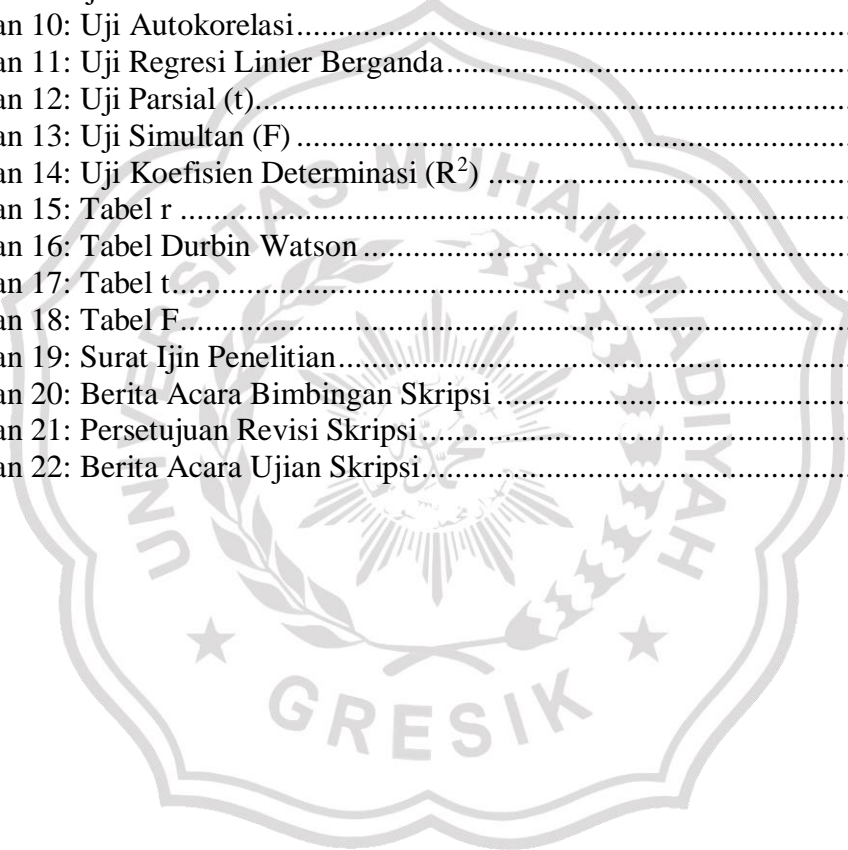 an 10: Uji Autokorelasi....................
an 11: Uji Regresi Linier Berganda....................
an 12: Uji Parsial (t)....................
an 13: Uji Simultan (F) ....................
an 14: Uji Koefisien Determinasi (R²) ....................
an 15: Tabel r ....................
an 16: Tabel Durbin Watson ....................
an 17: Tabel t....................
an 18: Tabel F....................
an 19: Surat Ijin Penelitian....................
an 20: Berita Acara Bimbingan Skripsi ....................
an 21: Persetujuan Revisi Skripsi....................
an 22: Berita Acara Ujian Skripsi....................
UNIVERSITAS MUHAMMADIYAH
GRESIK